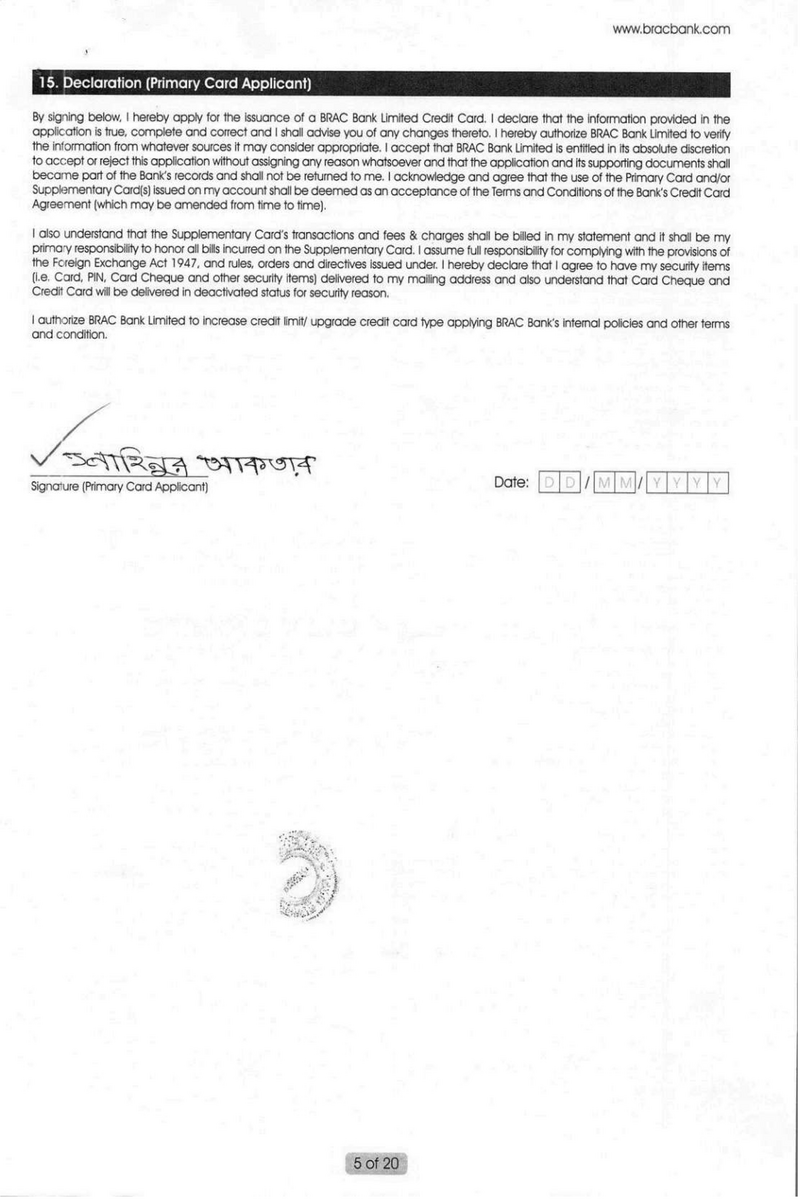 www.bracbank.com
15. Declaration (Primary Card Applicant)
By signing below, I hereby apply for the issuance of a BRAC Bank Limited Credit Card. I declare that the information provided in the
application is true, complete and correct and I shall advise you of any changes thereto. I hereby authorize BRAC Bank Limited to verify
the information from whatever sources it may consider appropriate. I accept that BRAC Bank Limited is entitled in its absolute discretion
to accept or reject this application without assigning any reason whatsoever and that the application and its supporting documents shall
become part of the Bank's records and shall not be returned to me. I acknowledge and agree that the use of the Primary Card and/or
Supplementary Card(s) issued on my account shall be deemed as an acceptance of the Terms and Conditions of the Bank's Credit Card
Agreement (which may be amended from time to time).
I also understand that the Supplementary Card's transactions and fees & charges shall be billed in my statement and it shall be my
primary responsibility to honor all bills incurred on the Supplementary Card. I assume full responsibility for complying with the provisions of
the Foreign Exchange Act 1947, and rules, orders and directives issued under. I hereby declare that I agree to have my security items
(i.e. Card, PIN, Card Cheque and other security items) delivered to my mailing address and also understand that Card Cheque and
Credit Card will be delivered in deactivated status for security reason.
I authorize BRAC Bank Limited to increase credit limit/ upgrade credit card type applying BRAC Bank's internal policies and other terms
and condition.
আকতার
Signature (Primary Card Applicant)
Date: D D / M M / Y Y Y Y
5 of 20